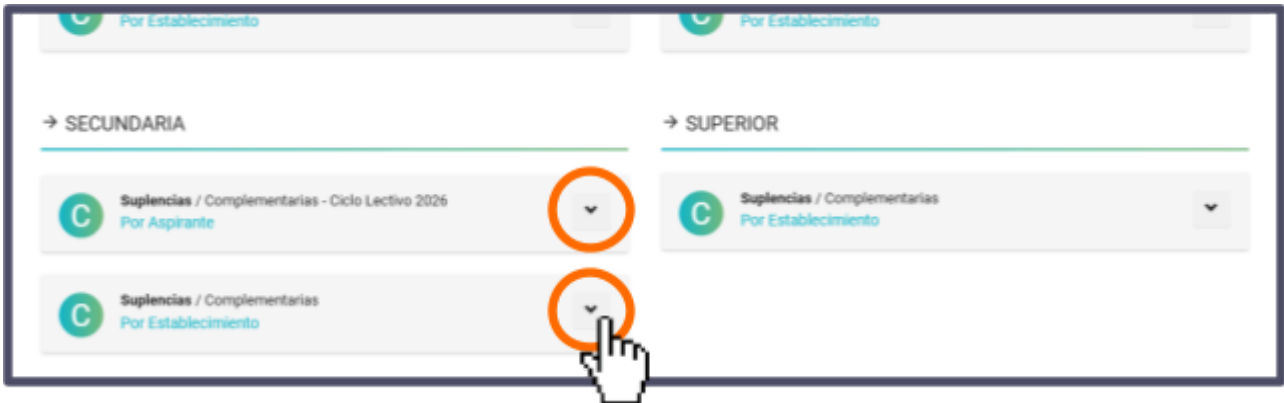 C
Por Establecimiento
C
Por Establecimiento
→ SECUNDARIA
C
Suplencias / Complementarias - Ciclo Lectivo 2026
Por Aspirante
C
Suplencias / Complementarias
Por Establecimiento
→ SUPERIOR
C
Suplencias / Complementarias
Por Establecimiento